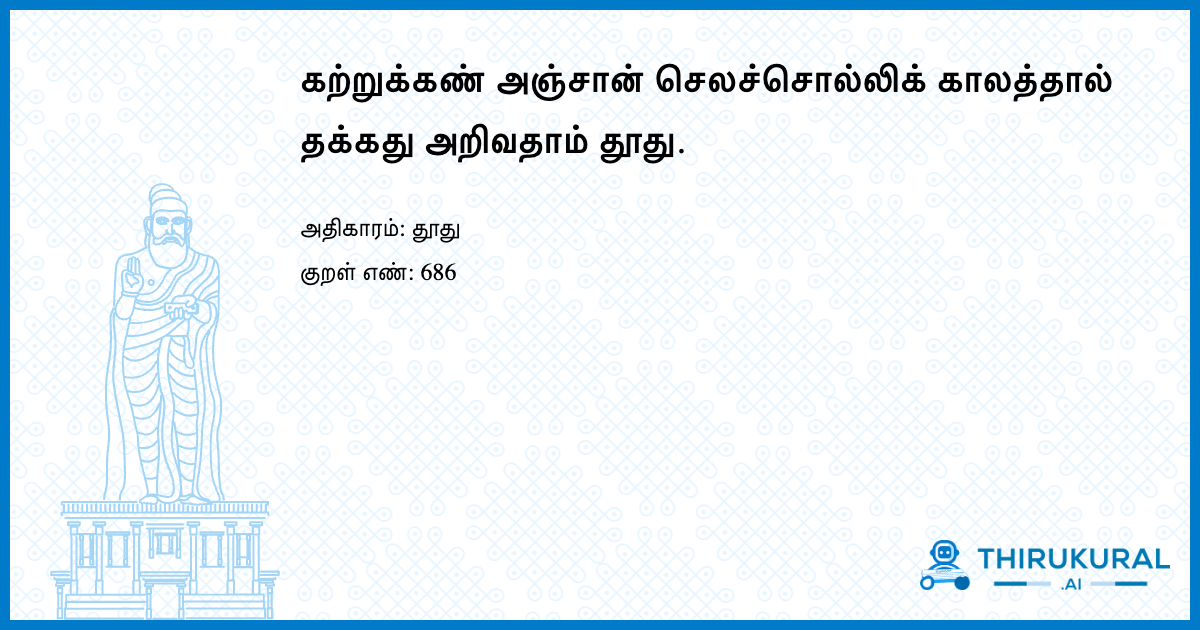 கற்றுக்கண் அஞ்சான் செலச்சொல்லிக் காலத்தால்
தக்கது அறிவதாம் தூது.
அதிகாரம்: தூது
குறள் எண்: 686
THIRUKURAL
.AI